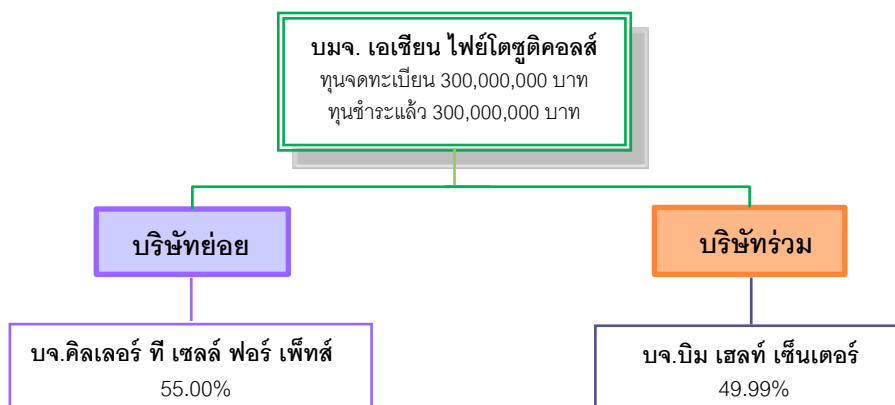 บมจ. เอเชียน ไฟย์โตซูติคอลส์
ทุนจดทะเบียน 300,000,000 บาท
ทุนชำระแล้ว 300,000,000 บาท
บริษัทย่อย
บริษัทร่วม
บจ.คิลเลอร์ ที เซลล์ ฟอร์ เพ็ทส์
55.00%
บจ.บิม เฮลท์ เซ็นเตอร์
49.99%